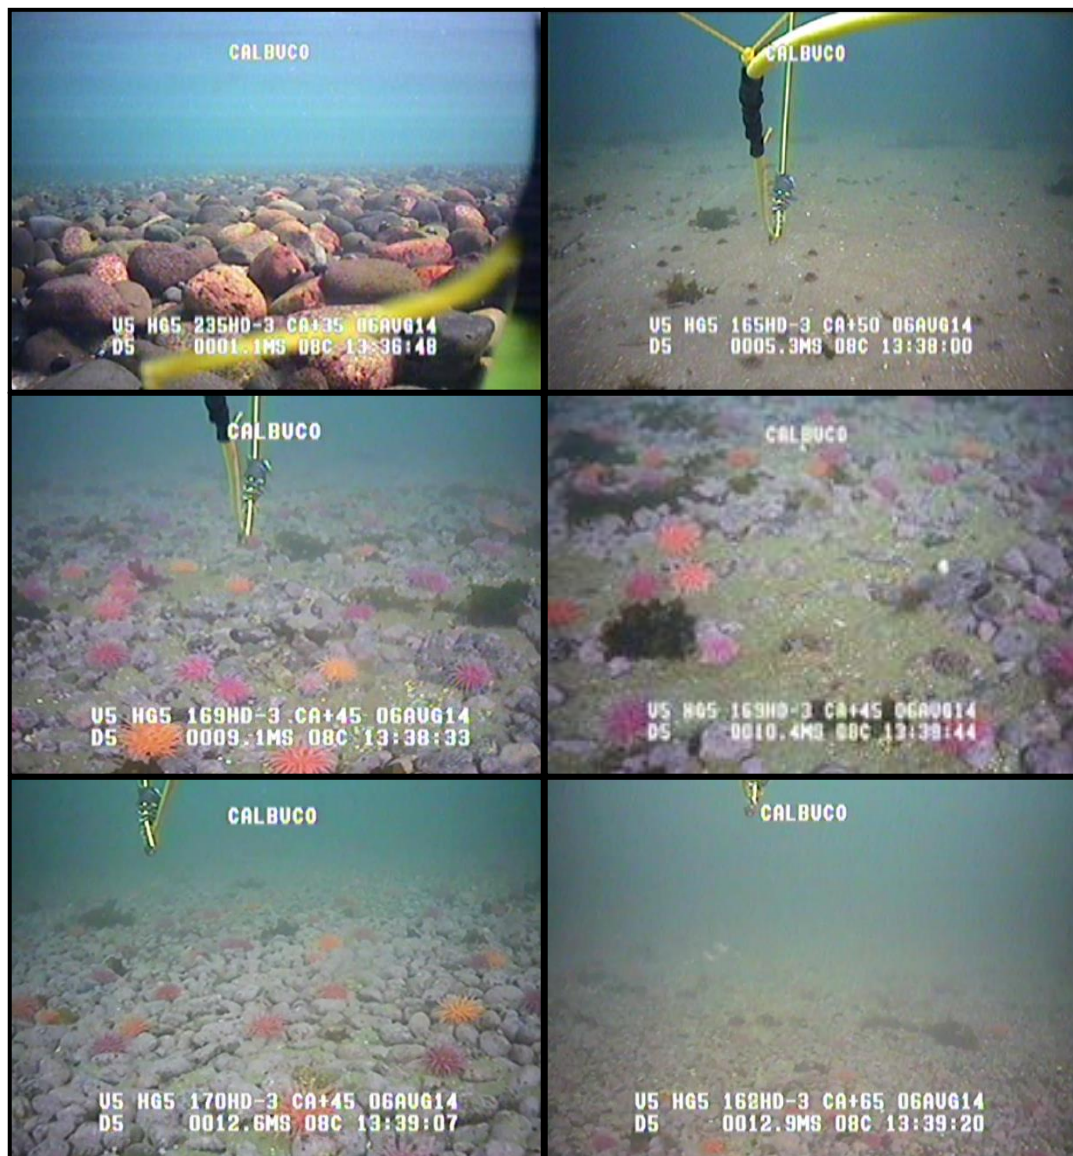 CALBUCO
V5 HG5 235HD-3 CA+35 06AUG14
D5 0001.1MS 08C 13:36:48
CALBUCO
V5 HG5 165HD-3 CA+50 06AUG14
D5 0005.3MS 08C 13:38:00
CALBUCO
V5 HG5 169HD-3 CA+45 06AUG14
D5 0009.1MS 08C 13:38:33
CALBUCO
V5 HG5 169HD-3 CA+45 06AUG14
D5 0010.4MS 08C 13:38:44
CALBUCO
V5 HG5 170HD-3 CA+45 06AUG14
D5 0012.6MS 08C 13:39:07
CALBUCO
V5 HG5 162HD-3 CA+65 06AUG14
D5 0012.9MS 08C 13:39:20